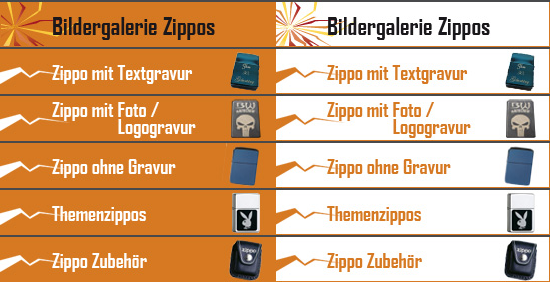 Bildergalerie Zippos
Zippo mit Textgravur
Zippo mit Foto /
Logogravur
Zippo ohne Gravur
Themenzippos
Zippo Zubehör
Bildergalerie Zippos
Zippo mit Textgravur
Zippo mit Foto /
Logogravur
Zippo ohne Gravur
Themenzippos
Zippo Zubehör